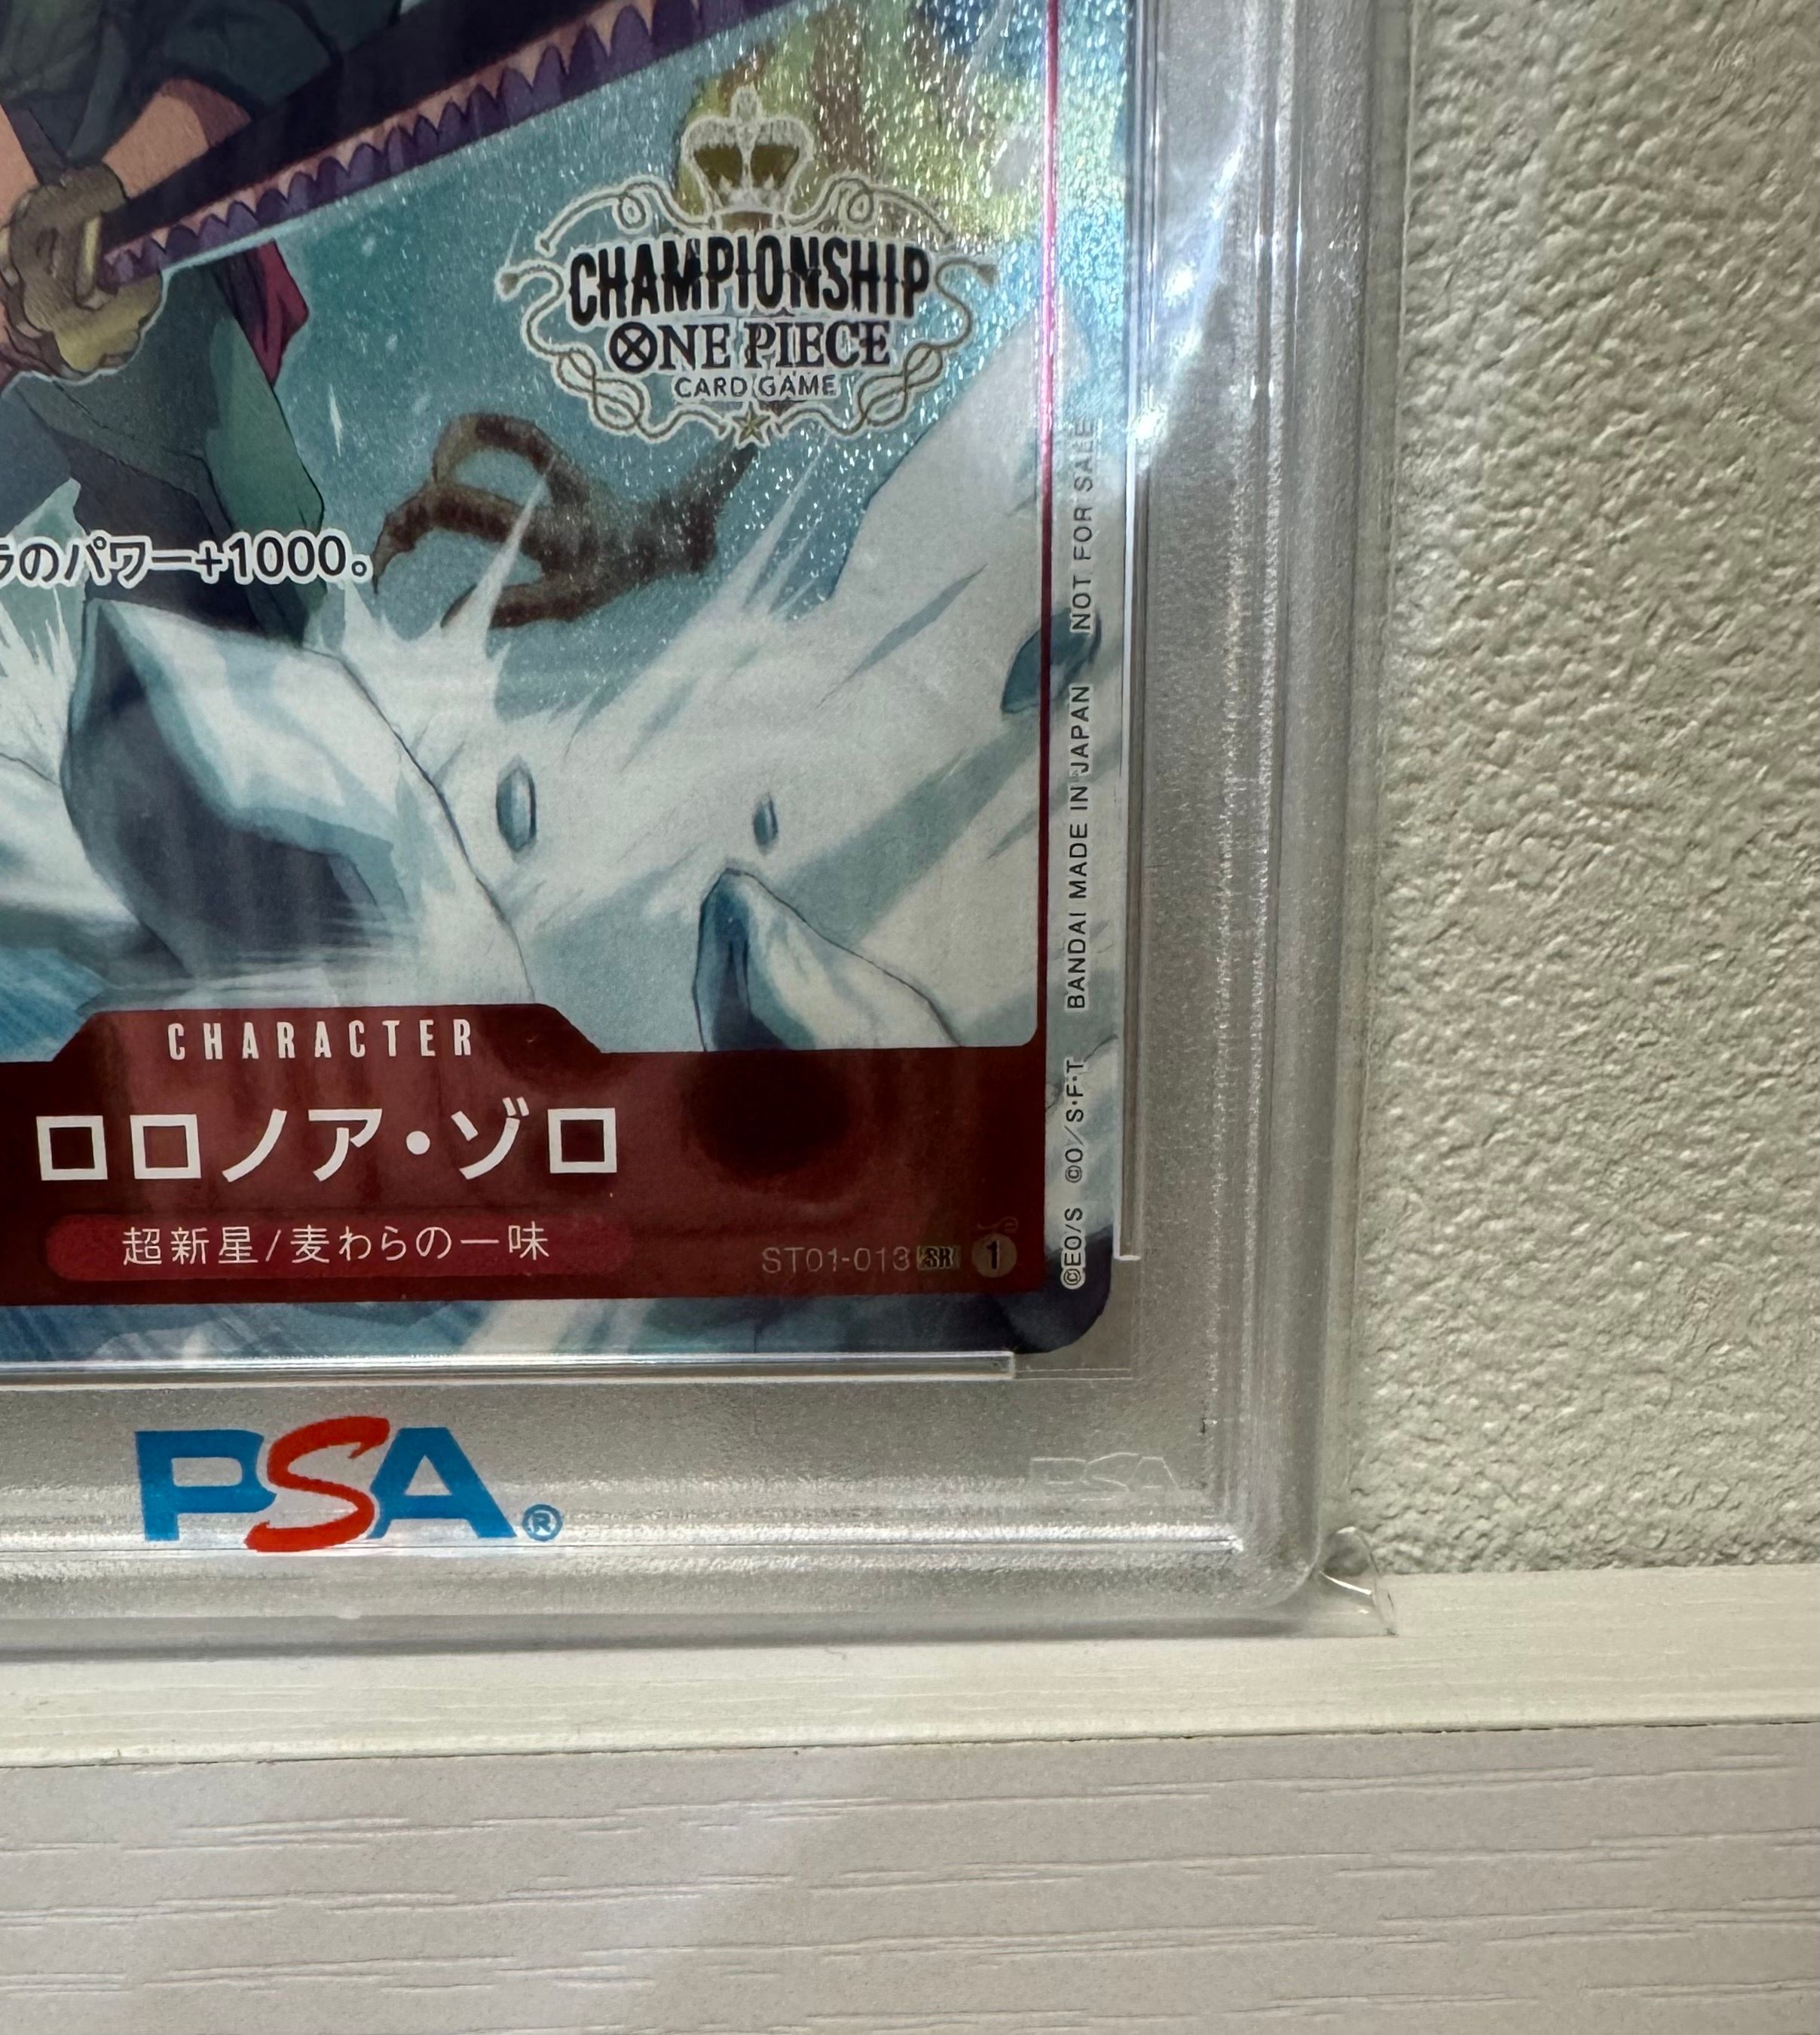 CHAMPIONSHIP
ONE PIECE
CARD GAME
ラのパワー+1000。
CHARACTER
ロロノア・ゾロ
超新星/麦わらの一味
ST01-013 SR 1
©EO/S ©O/S・F・T BANDAI MADE IN JAPAN NOT FOR SALE
PSA®
PSA